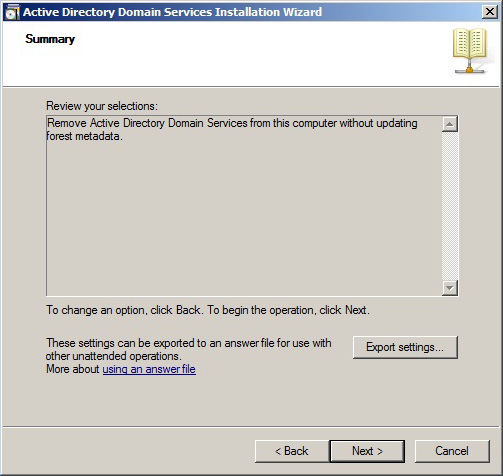 Active Directory Domain Services Installation Wizard
Summary
Review your selections:
Remove Active Directory Domain Services from this computer without updating
forest metadata.
To change an option, click Back. To begin the operation, click Next.
These settings can be exported to an answer file for use with
other unattended operations.
More about using an answer file
Export settings...
< Back
Next >
Cancel